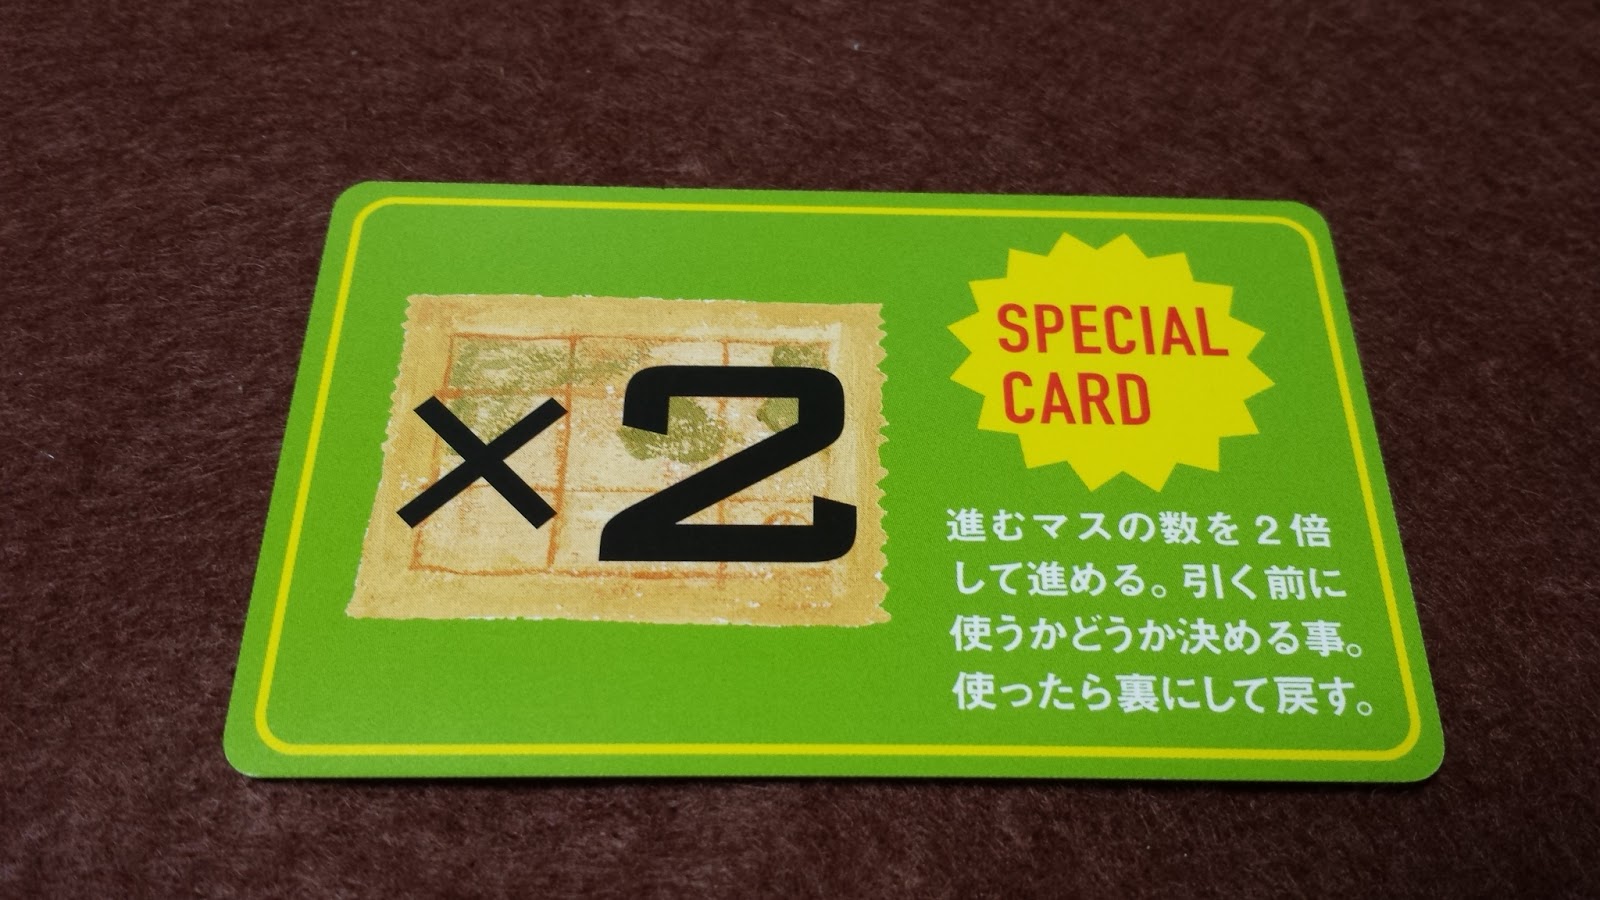 ×2
SPECIAL
CARD
進むマスの数を2倍
して進める。引く前に
使うかどうか決める事。
使ったら裏にして戻す。